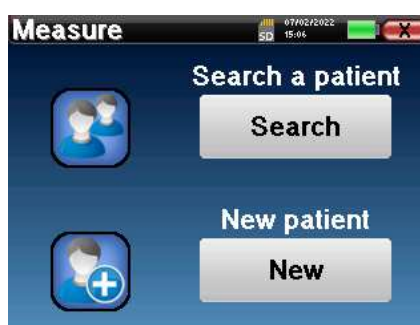 Measure
SD
07/02/2022
15:06
X
Search a patient
Search
New patient
New